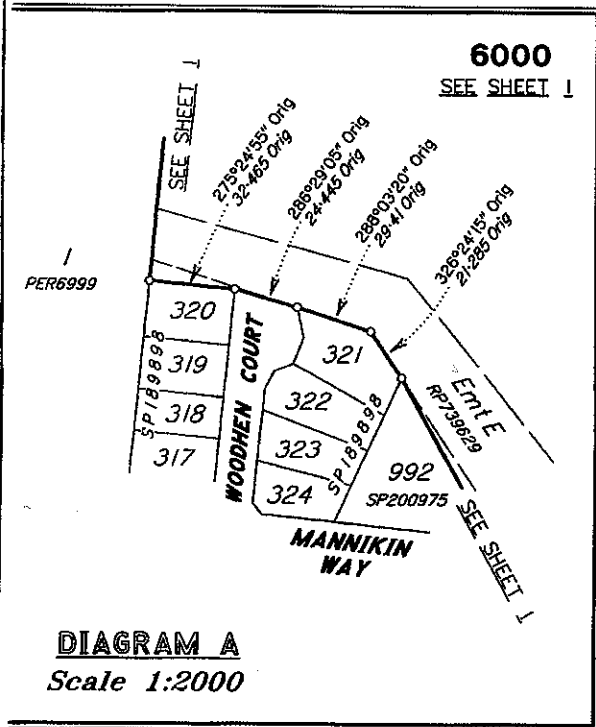 6000
SEE SHEET 1
SEE SHEET 1
275°24'55" Orig
32·465 Orig
286°29'05" Orig
24·445 Orig
288°03'20" Orig
29·41 Orig
326°24'15" Orig
21·285 Orig
1
PER6999
320
319
318
317
SP189898
WOODHEN COURT
321
322
323
324
SP189898
Emt E
RP739629
992
SP200975
MANNIKIN
WAY
SEE SHEET 1
DIAGRAM A
Scale 1:2000